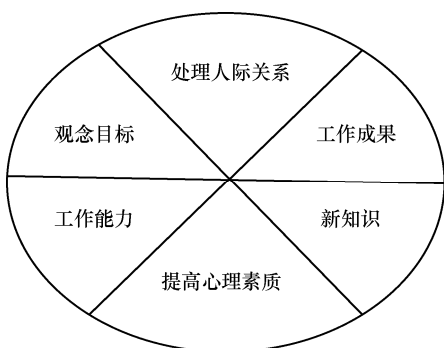 处理人际关系
观念目标
工作成果
工作能力
新知识
提高心理素质